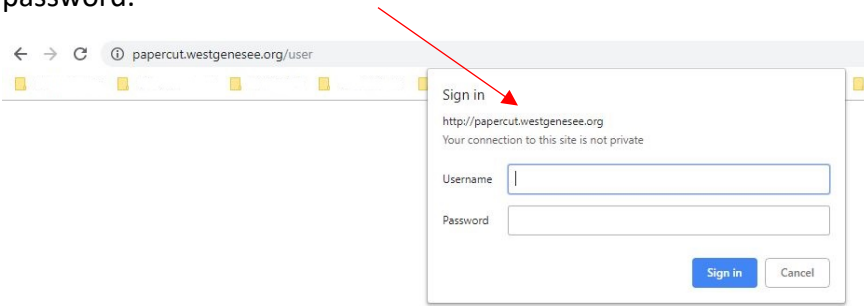 password.
papercut.westgenesee.org/user
Sign in
http://papercut.westgenesee.org
Your connection to this site is not private
Username
Password
Sign in Cancel